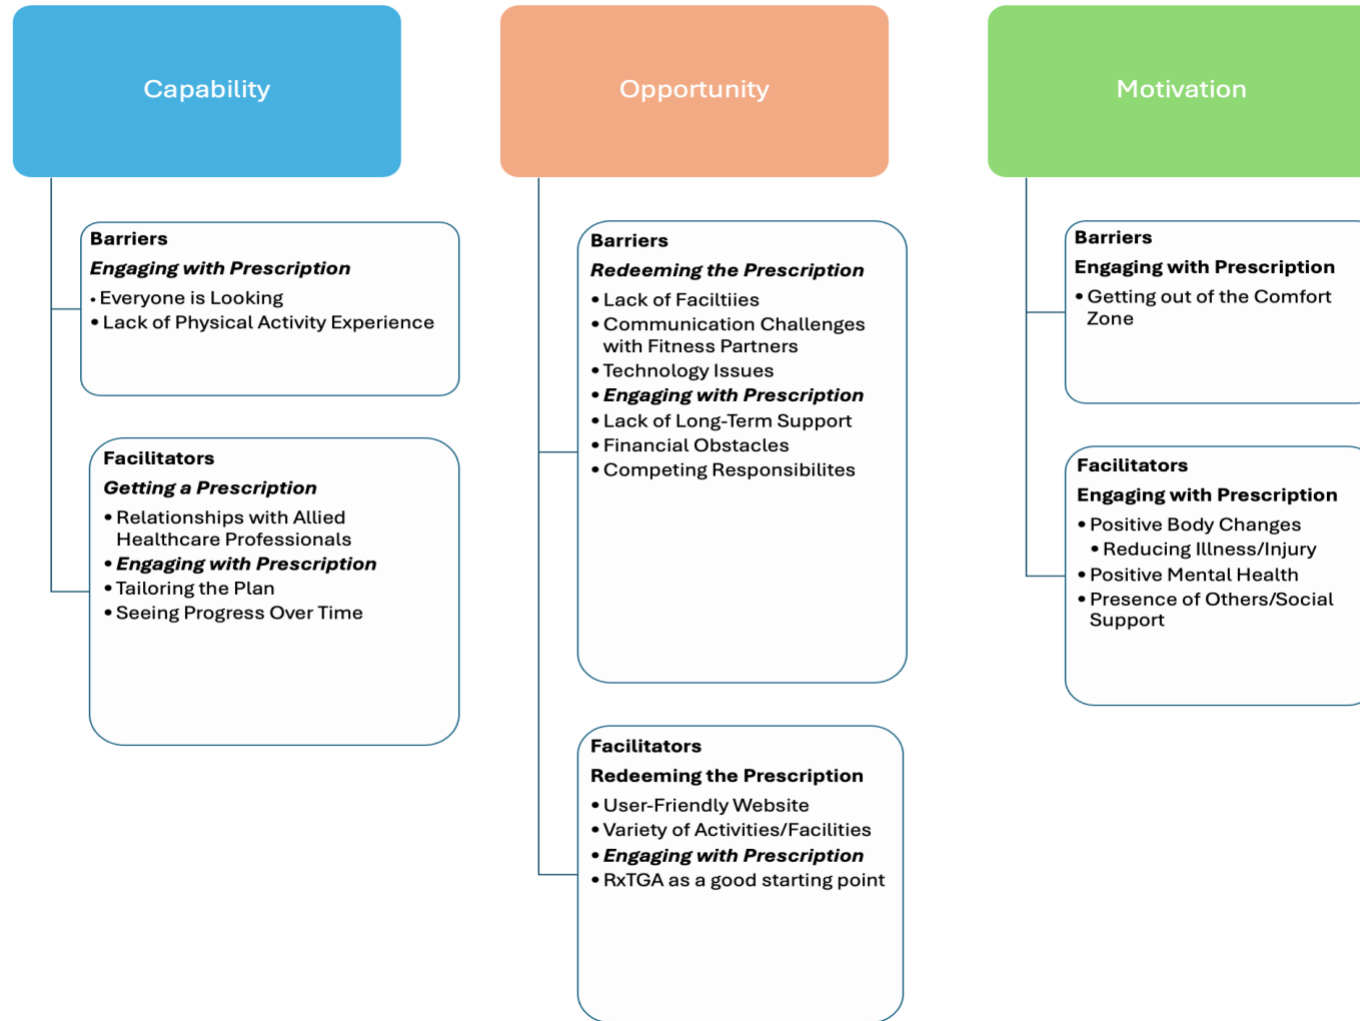 Capability
Barriers
Engaging with Prescription
• Everyone is Looking
• Lack of Physical Activity Experience
Facilitators
Getting a Prescription
• Relationships with Allied
Healthcare Professionals
• Engaging with Prescription
• Tailoring the Plan
• Seeing Progress Over Time
Opportunity
Barriers
Redeeming the Prescription
• Lack of Faciltiies
• Communication Challenges
with Fitness Partners
• Technology Issues
• Engaging with Prescription
• Lack of Long-Term Support
• Financial Obstacles
• Competing Responsibilites
Facilitators
Redeeming the Prescription
• User-Friendly Website
• Variety of Activities/Facilities
• Engaging with Prescription
• RxTGA as a good starting point
Motivation
Barriers
Engaging with Prescription
• Getting out of the Comfort
Zone
Facilitators
Engaging with Prescription
• Positive Body Changes
• Reducing Illness/Injury
• Positive Mental Health
• Presence of Others/Social
Support